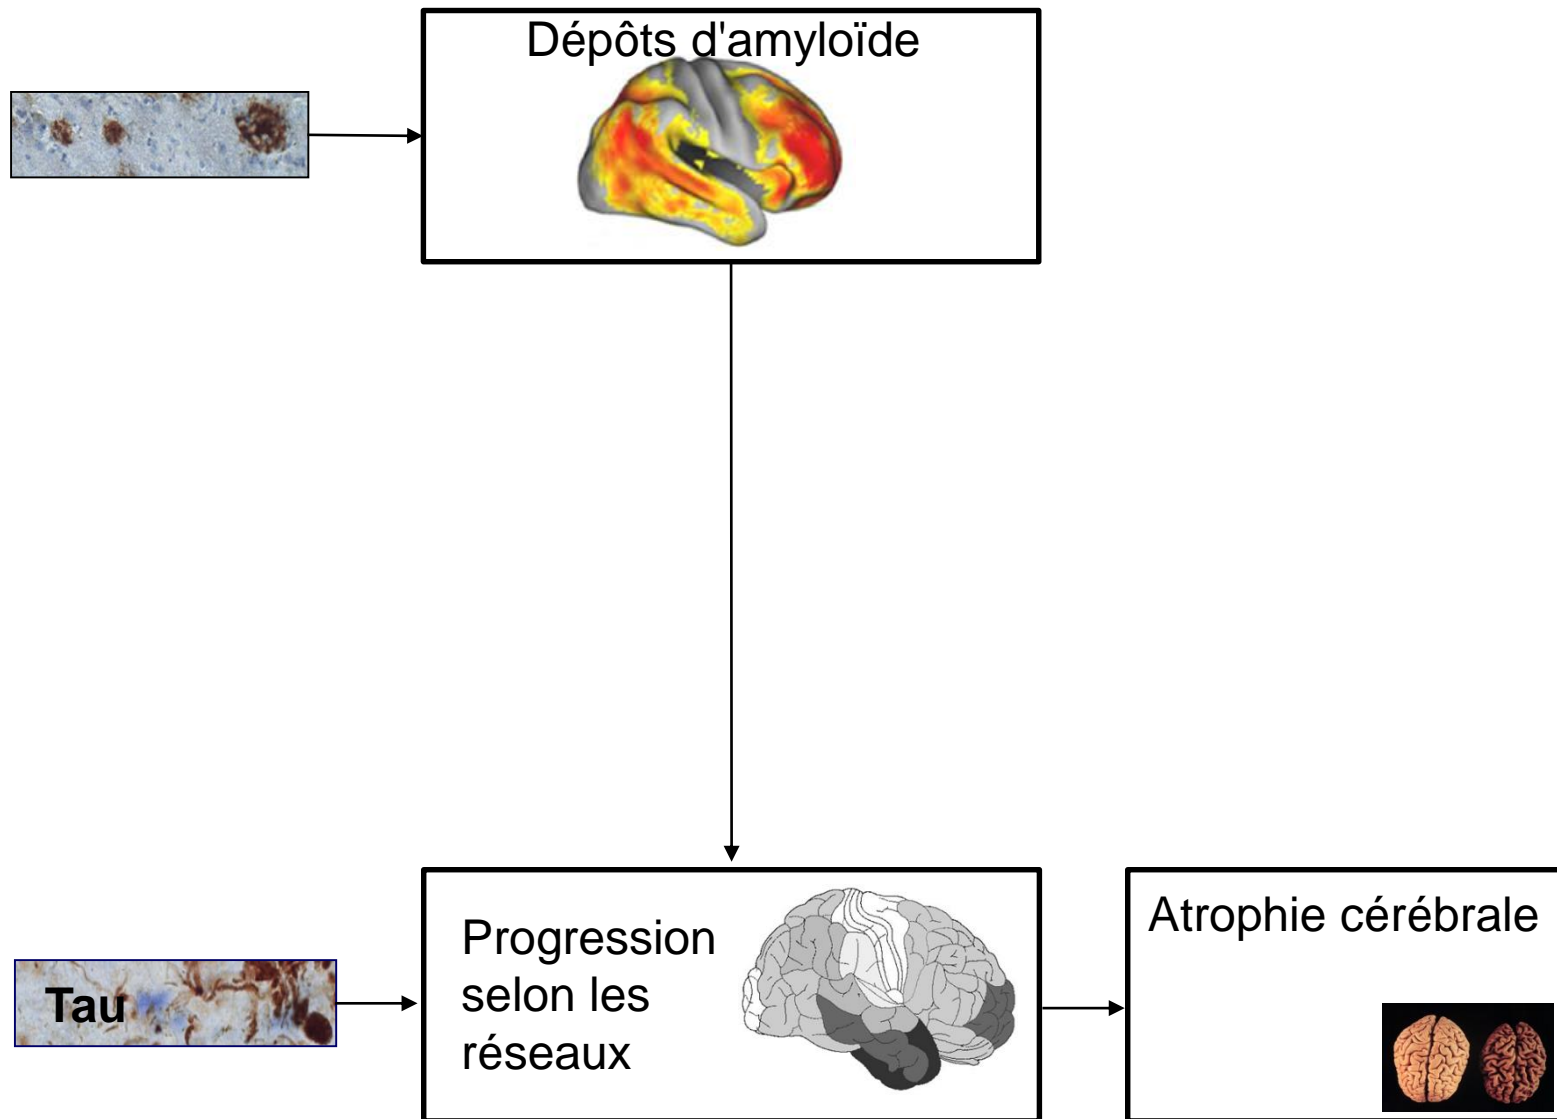 Dépôts d'amyloïde
Tau
Progression
selon les
réseaux
Atrophie cérébrale